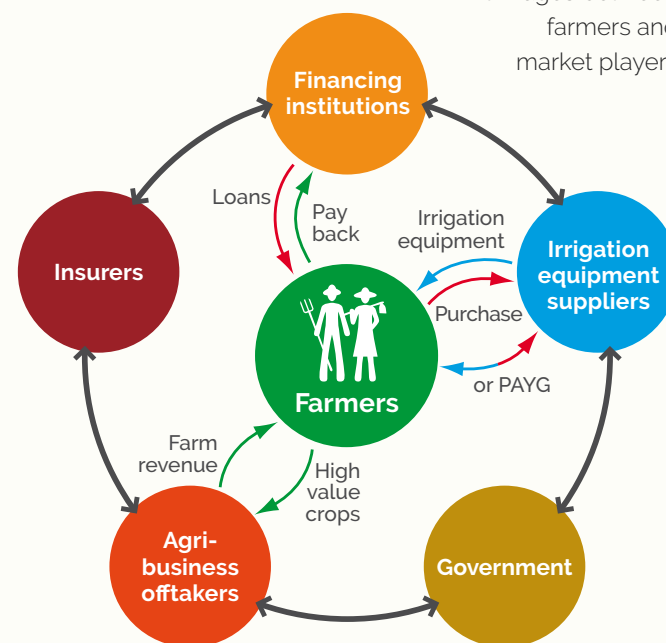 farmers and
market player
Financing
institutions
Loans
Pay
back
Irrigation
equipment
Irrigation
equipment
suppliers
Insurers
Purchase
or PAYG
Farmers
Farm
revenue
High
value
crops
Agri-
business
offtakers
Government